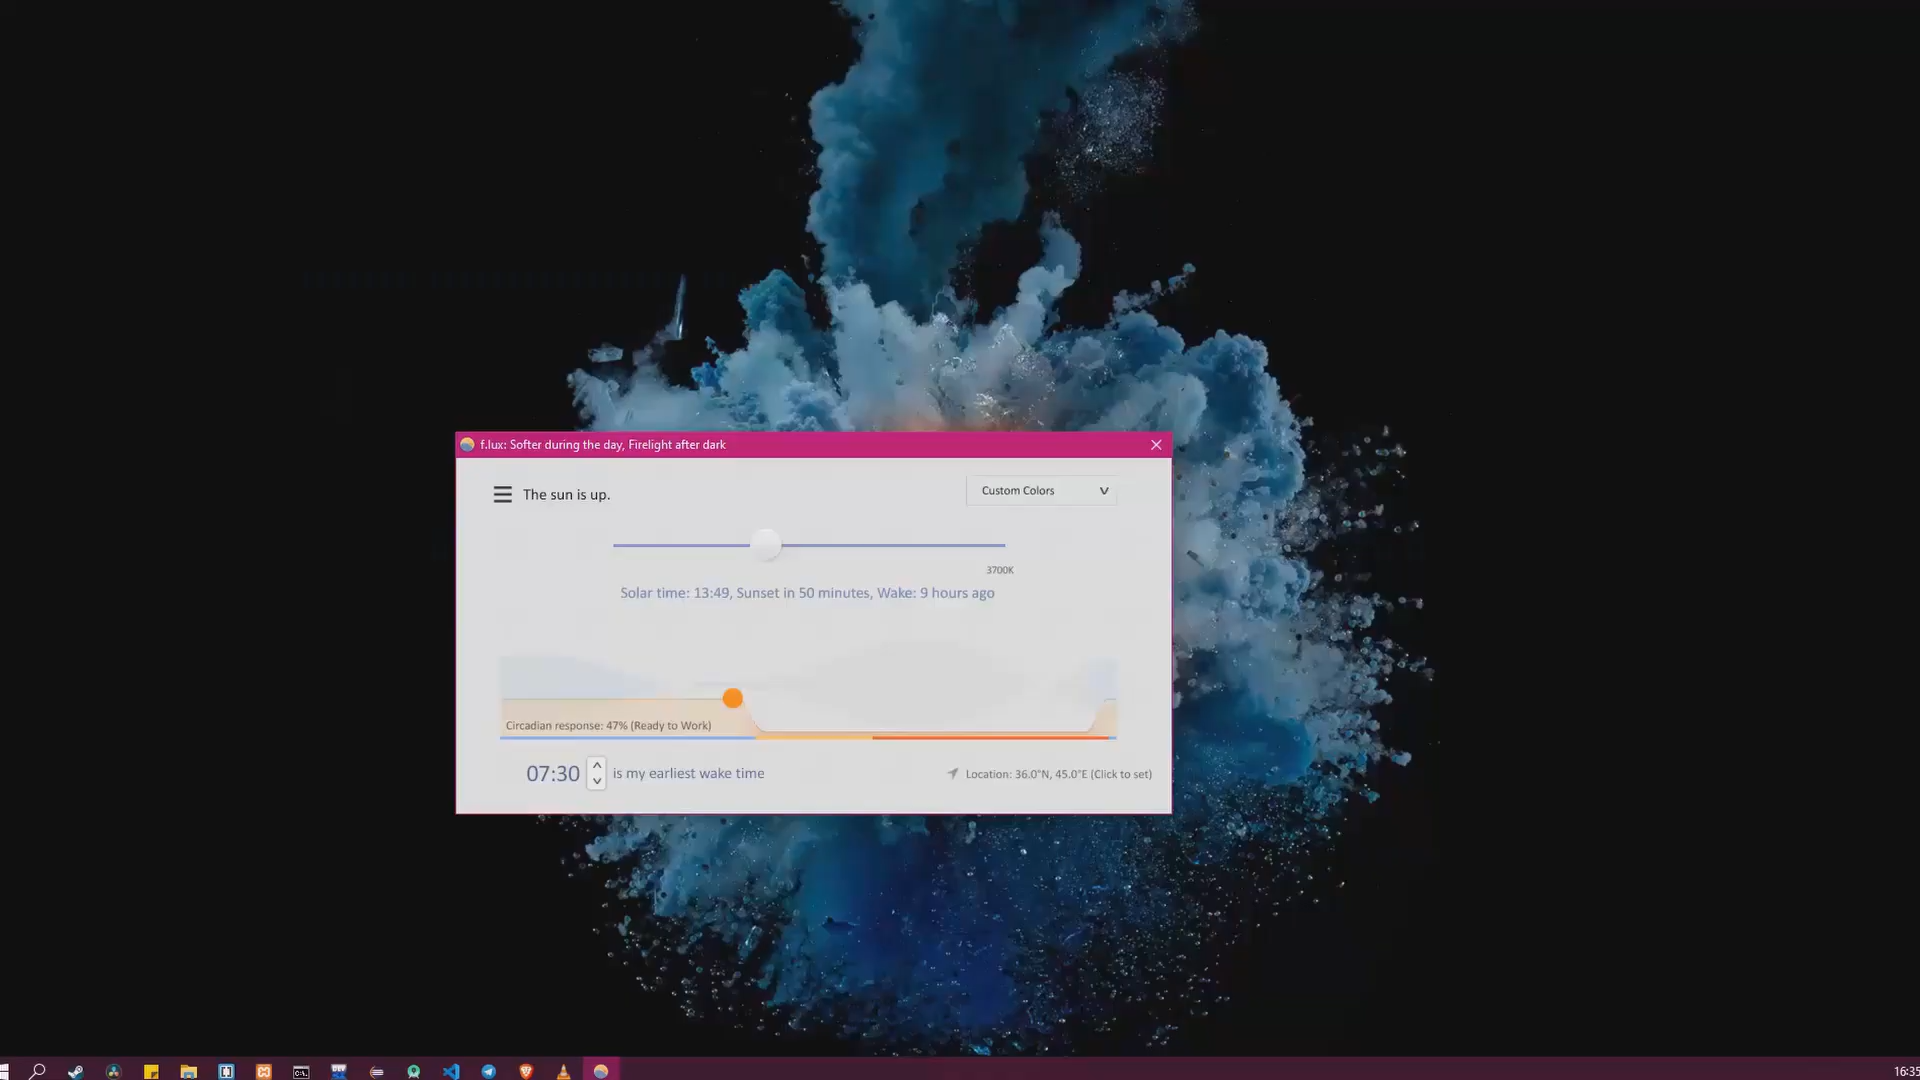 f.lux: Softer during the day, Firelight after dark
The sun is up.
Custom Colors
3700K
Solar time: 13:49, Sunset in 50 minutes, Wake: 9 hours ago
Circadian response: 47% (Ready to Work)
07:30 is my earliest wake time
Location: 36.0°N, 45.0°E (Click to set)
16:35